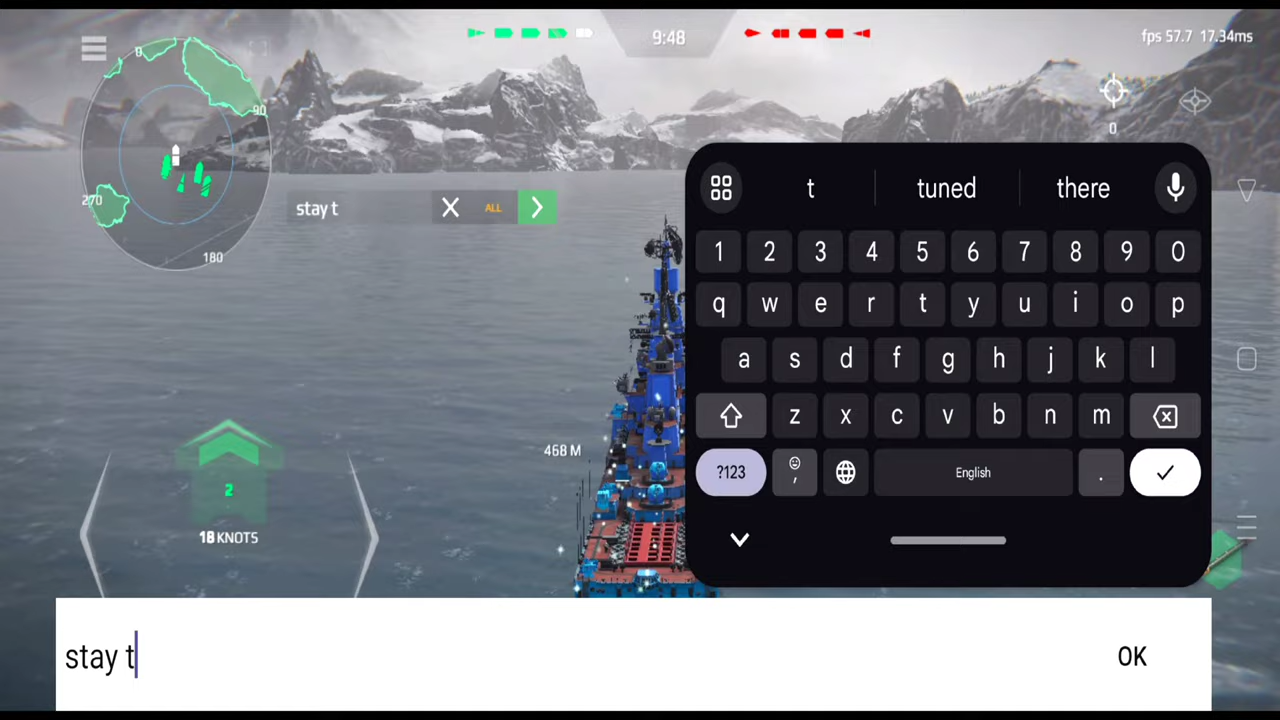 9:48
fps 57.7 17.34ms
0
90
270
180
0
stay t
ALL
468 M
2
18 KNOTS
t tuned there
1 2 3 4 5 6 7 8 9 0
q w e r t y u i o p
a s d f g h j k l
z x c v b n m
?123 , English .
stay t
OK